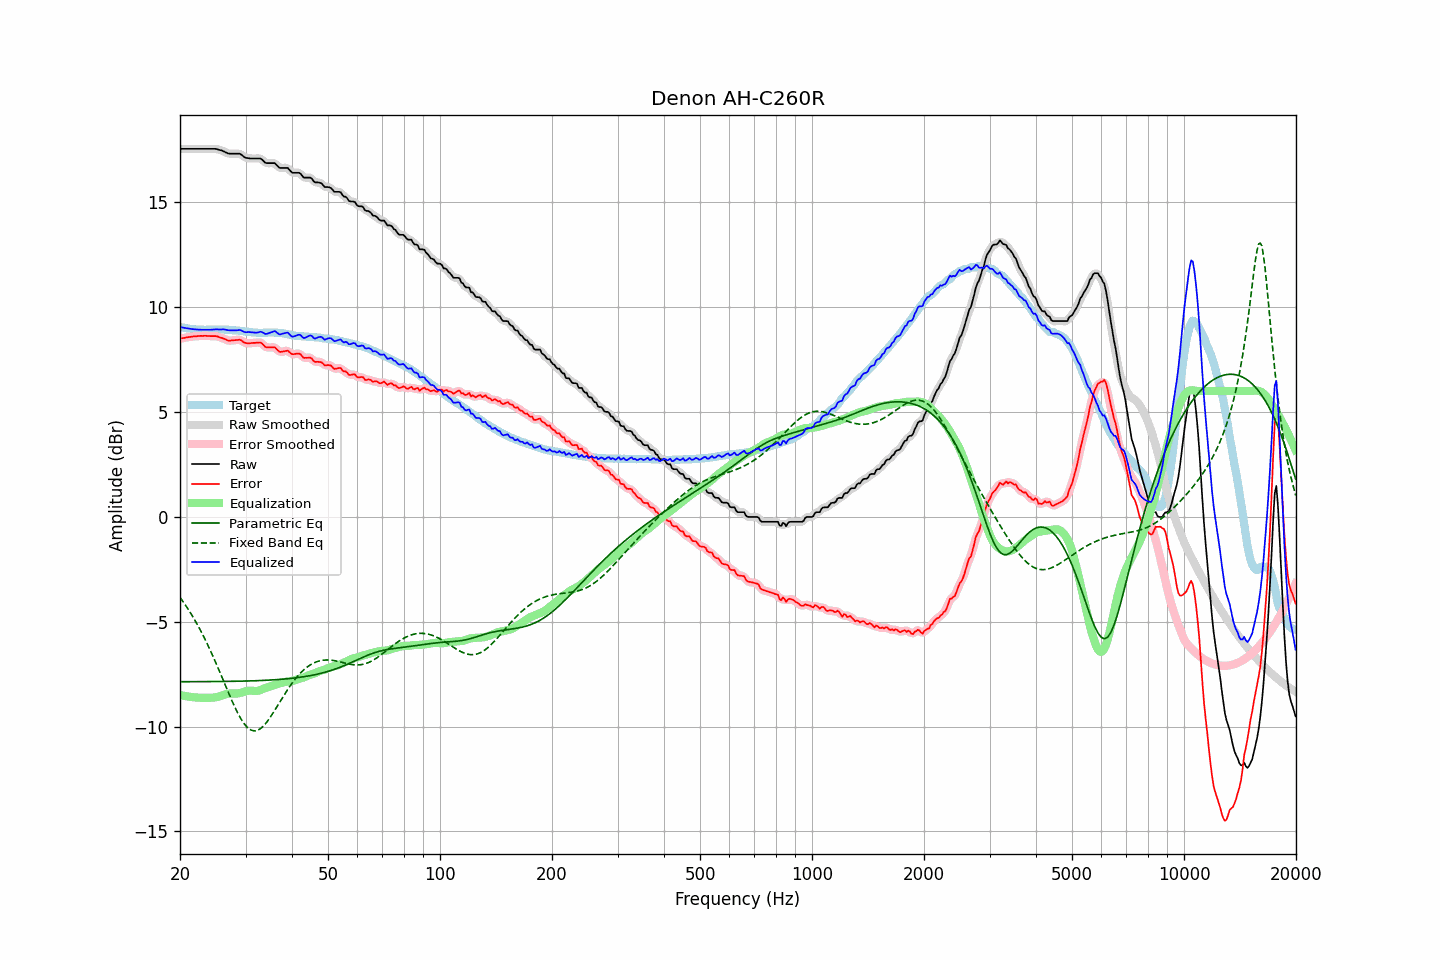 Denon AH-C260R
Amplitude (dBr)
15
10
5
0
−5
−10
−15
Target
Raw Smoothed
Error Smoothed
Raw
Error
Equalization
Parametric Eq
Fixed Band Eq
Equalized
20
50
100
200
500
1000
2000
5000
10000
20000
Frequency (Hz)